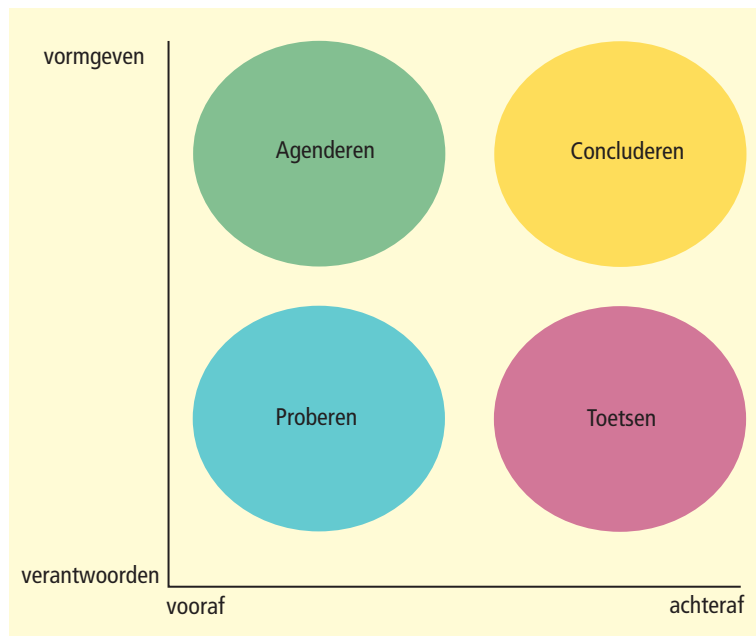 vormgeven
Agenderen
Concluderen
Proberen
Toetsen
verantwoorden
vooraf
achteraf